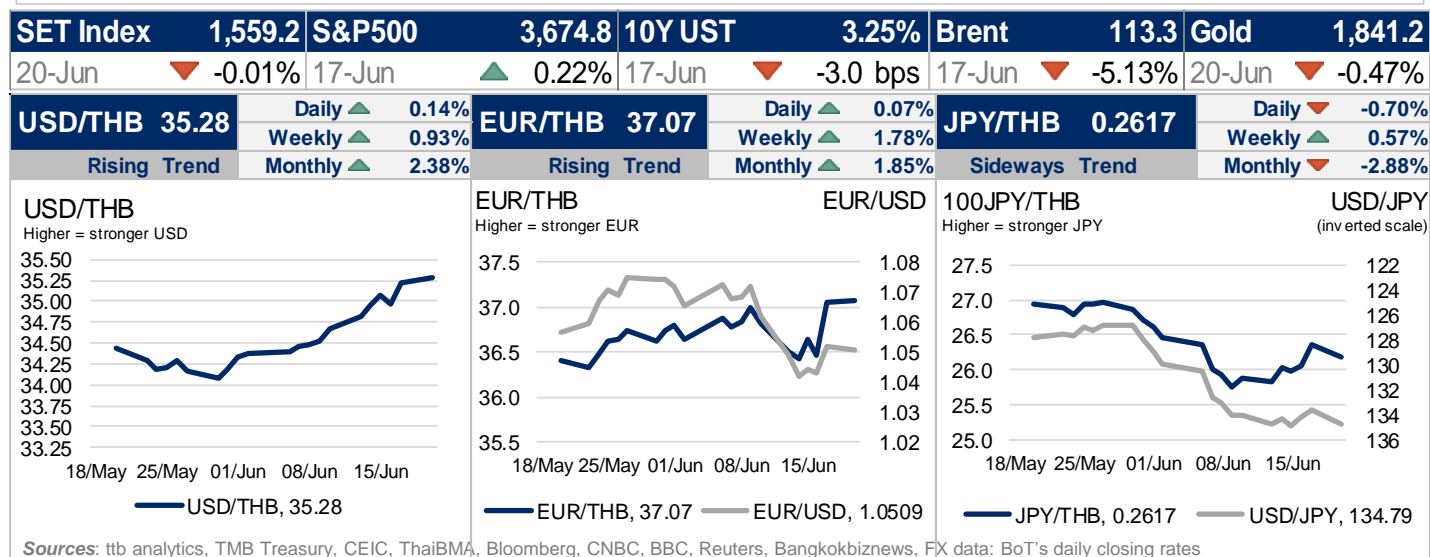 SET Index 1,559.2 S&P500 3,674.8 10Y UST 3.25% Brent 113.3 Gold 1,841.2
20-Jun -0.01% 17-Jun 0.22% 17-Jun -3.0 bps 17-Jun -5.13% 20-Jun -0.47%
USD/THB 35.28
Rising Trend
Daily 0.14%
Weekly 0.93%
Monthly 2.38%
EUR/THB 37.07
Rising Trend
Daily 0.07%
Weekly 1.78%
Monthly 1.85%
JPY/THB 0.2617
Sideways Trend
Daily -0.70%
Weekly 0.57%
Monthly -2.88%
USD/THB
Higher = stronger USD
35.50
35.25
35.00
34.75
34.50
34.25
34.00
33.75
33.50
33.25
18/May 25/May 01/Jun 08/Jun 15/Jun
USD/THB, 35.28
EUR/THB EUR/USD
Higher = stronger EUR
37.5
37.0
36.5
36.0
35.5
1.08
1.07
1.06
1.05
1.04
1.03
1.02
18/May 25/May 01/Jun 08/Jun 15/Jun
EUR/THB, 37.07 EUR/USD, 1.0509
100JPY/THB USD/JPY
Higher = stronger JPY (inverted scale)
27.5
27.0
26.5
26.0
25.5
25.0
122
124
126
128
130
132
134
136
18/May 25/May 01/Jun 08/Jun 15/Jun
JPY/THB, 0.2617 USD/JPY, 134.79
Sources: ttb analytics, TMB Treasury, CEIC, ThaiBMA, Bloomberg, CNBC, BBC, Reuters, Bangkokbiznews, FX data: BoT's daily closing rates